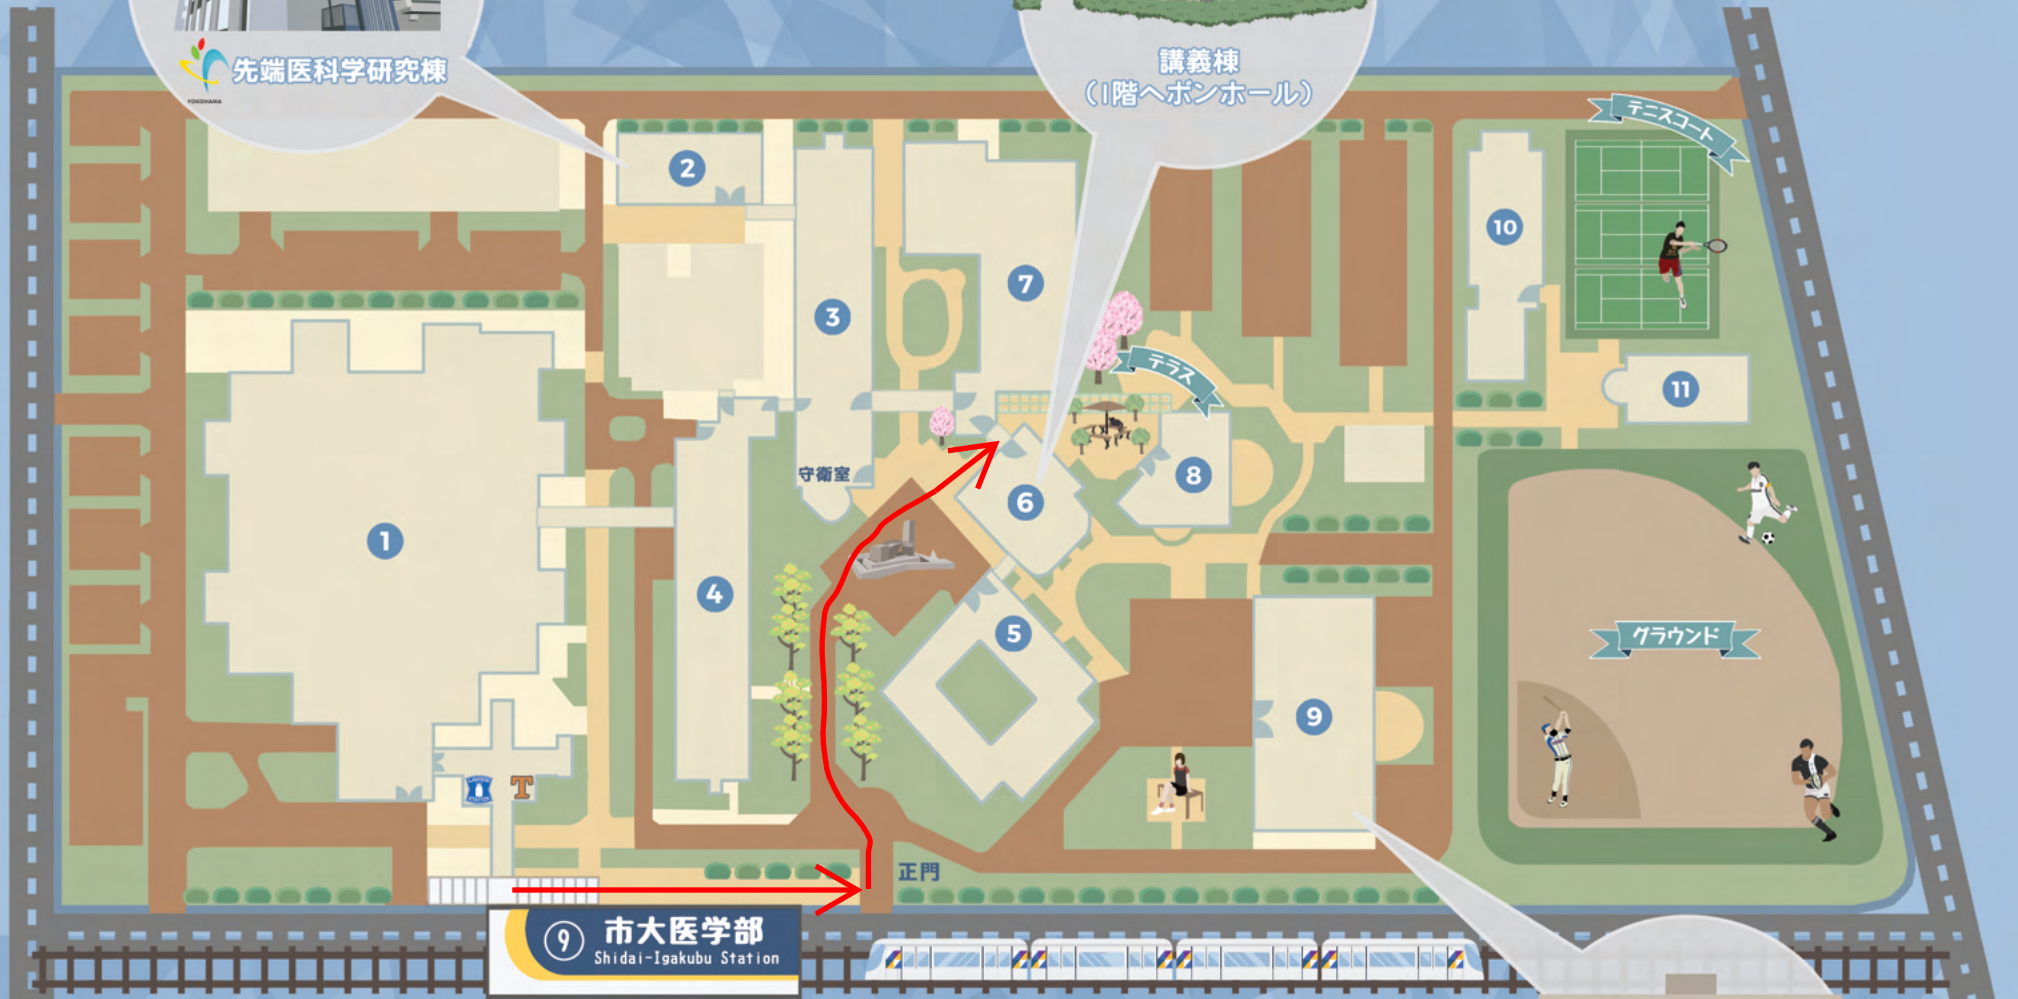 YOKOHAMA
先端医科学研究棟
講義棟
(1階ヘボンホール)
テニスコート
2
10
7
3
テラス
11
守衛室
8
6
1
4
5
グラウンド
9
LAWSON
STATION
T
正門
9 市大医学部
Shidai-Igakubu Station